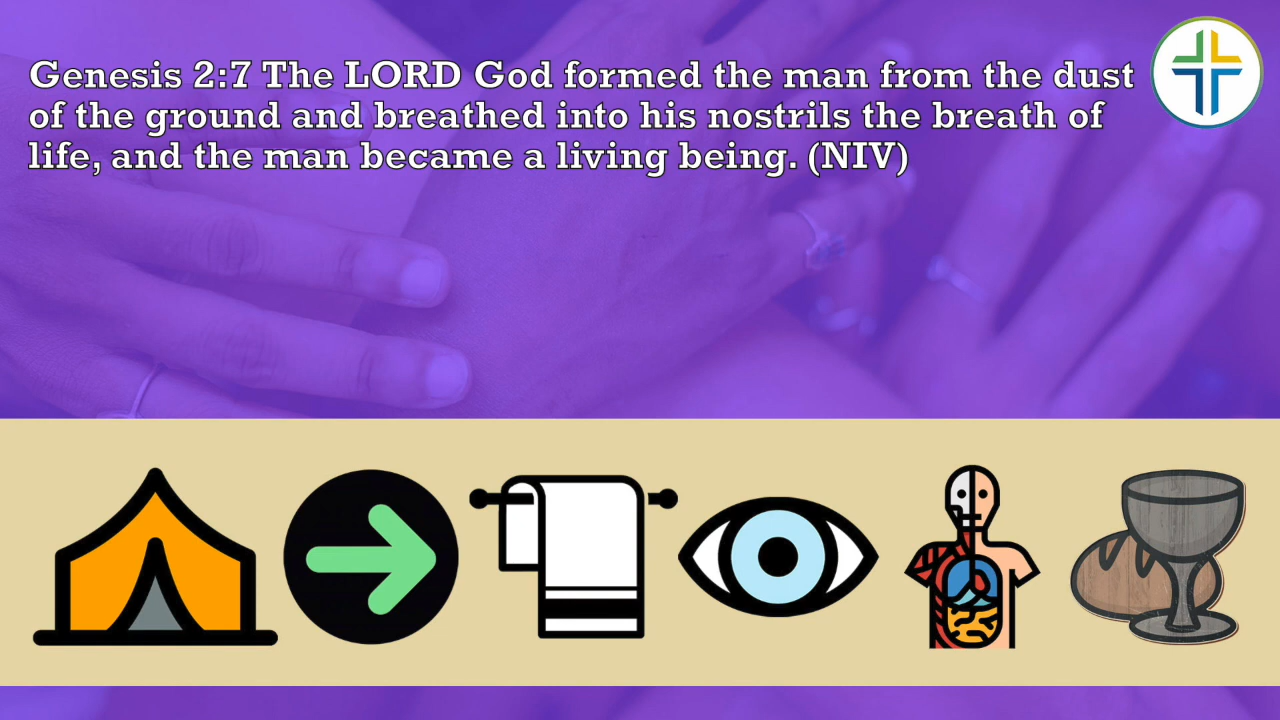 Genesis 2:7 The LORD God formed the man from the dust
of the ground and breathed into his nostrils the breath of
life, and the man became a living being. (NIV)